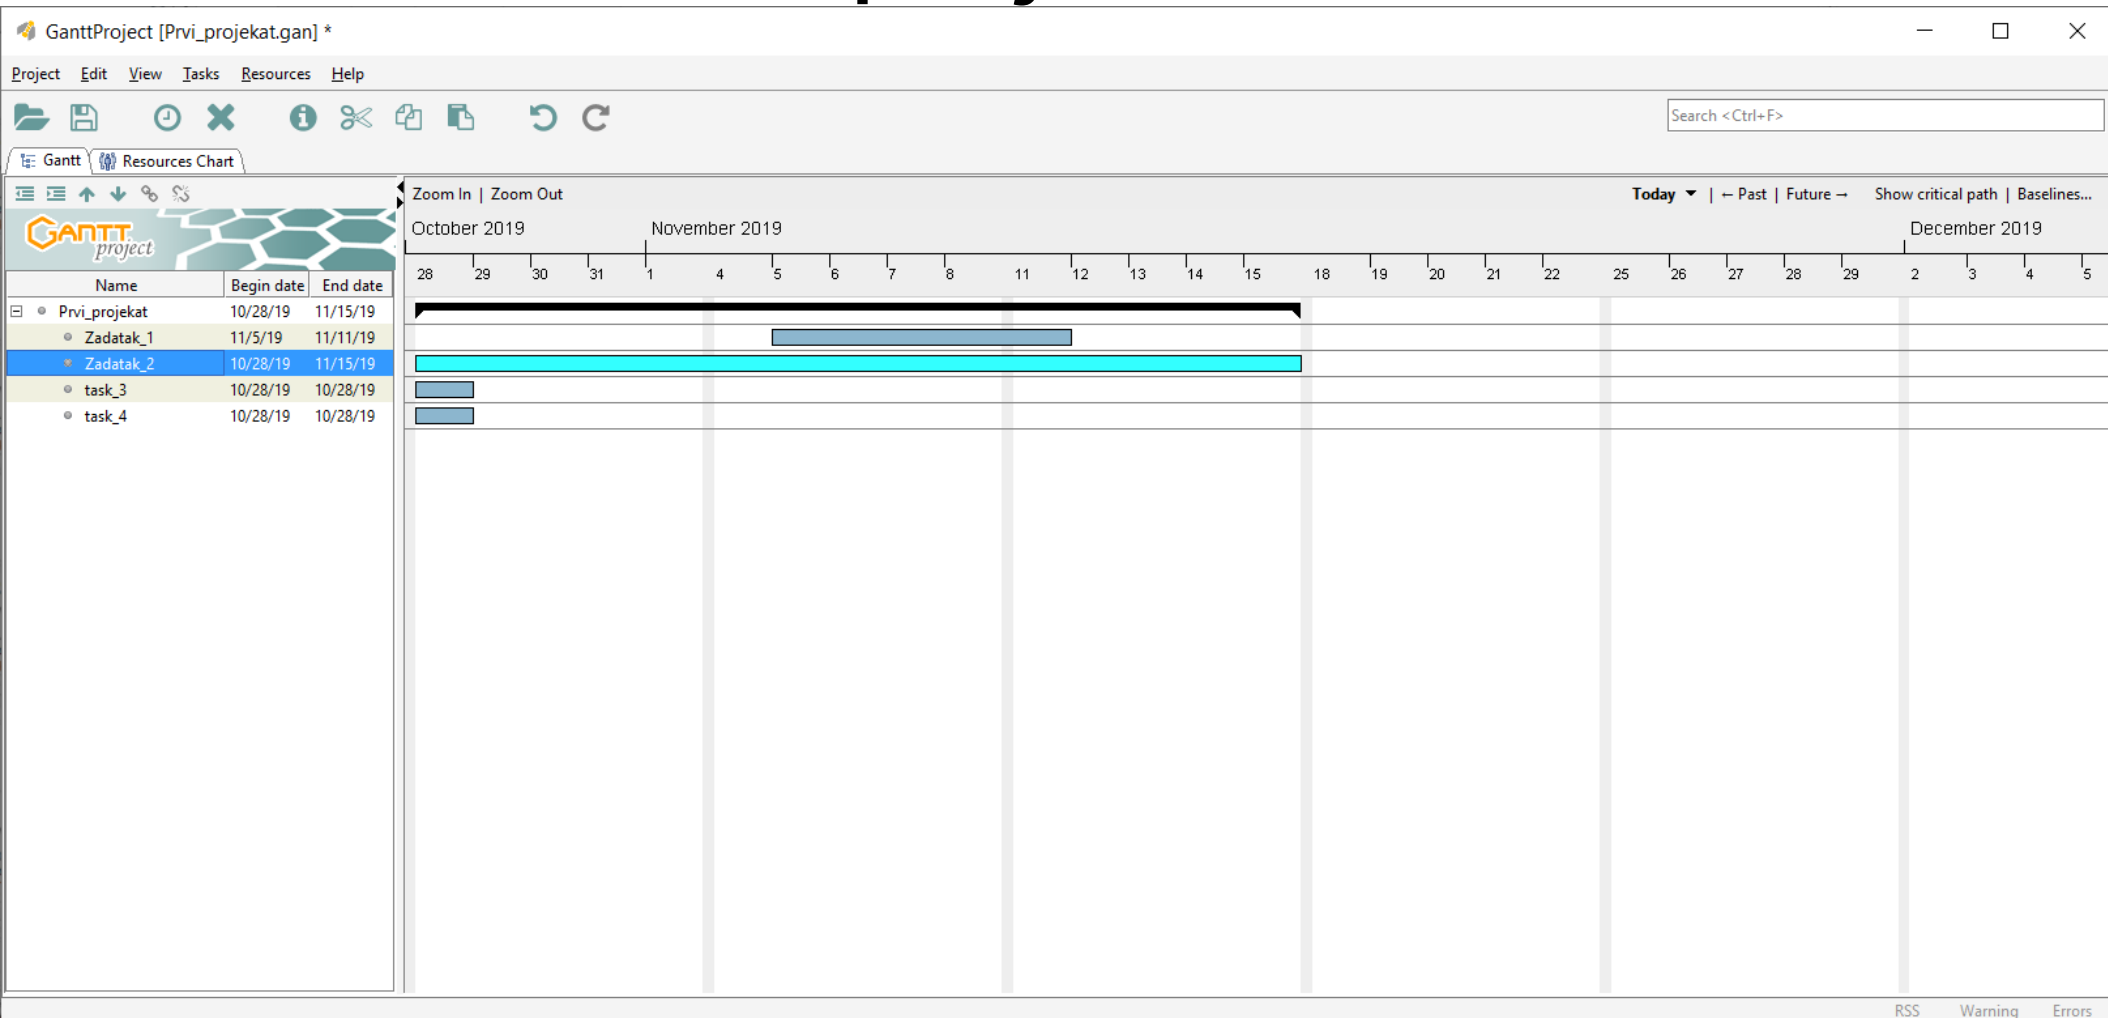 GanttProject [Prvi_projekat.gan] *
Project Edit View Tasks Resources Help
Search <Ctrl+F>
Gantt Resources Chart
Zoom In | Zoom Out Today | ← Past | Future → Show critical path | Baselines...
GANTT project
October 2019 November 2019 December 2019
28 29 30 31 1 4 5 6 7 8 11 12 13 14 15 18 19 20 21 22 25 26 27 28 29 2 3 4 5
Name Begin date End date
Prvi_projekat 10/28/19 11/15/19
Zadatak_1 11/5/19 11/11/19
Zadatak_2 10/28/19 11/15/19
task_3 10/28/19 10/28/19
task_4 10/28/19 10/28/19
RSS Warning Errors